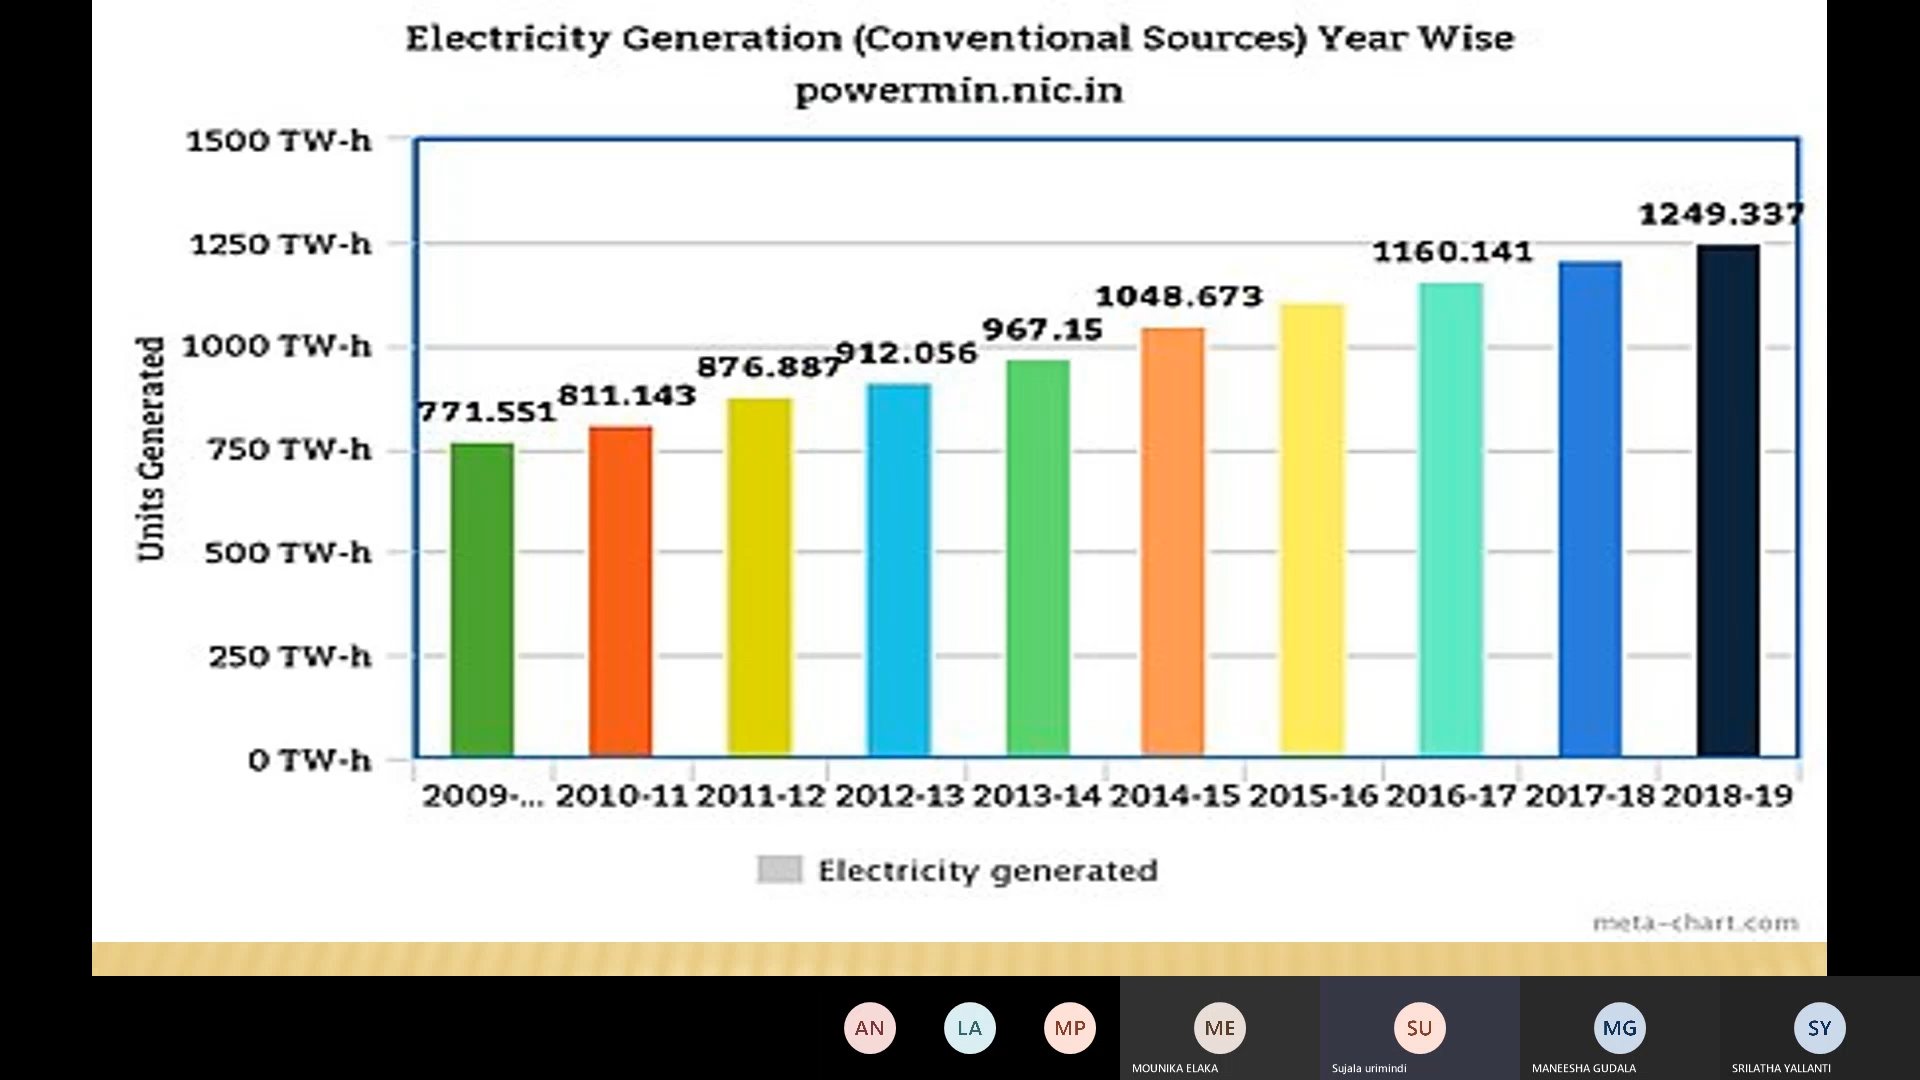 Electricity Generation (Conventional Sources) Year Wise
powermin.nic.in
1500 TW-h
1250 TW-h
1000 TW-h
750 TW-h
500 TW-h
250 TW-h
0 TW-h
Units Generated
771.551
811.143
876.887
912.056
967.15
1048.673
1160.141
1249.337
2009-... 2010-11 2011-12 2012-13 2013-14 2014-15 2015-16 2016-17 2017-18 2018-19
Electricity generated
meta-chart.com
AN LA MP ME SU MG SY
MOUNIKA ELAKA Sujala urimindi MANEESHA GUDALA SRILATHA YALLANTI